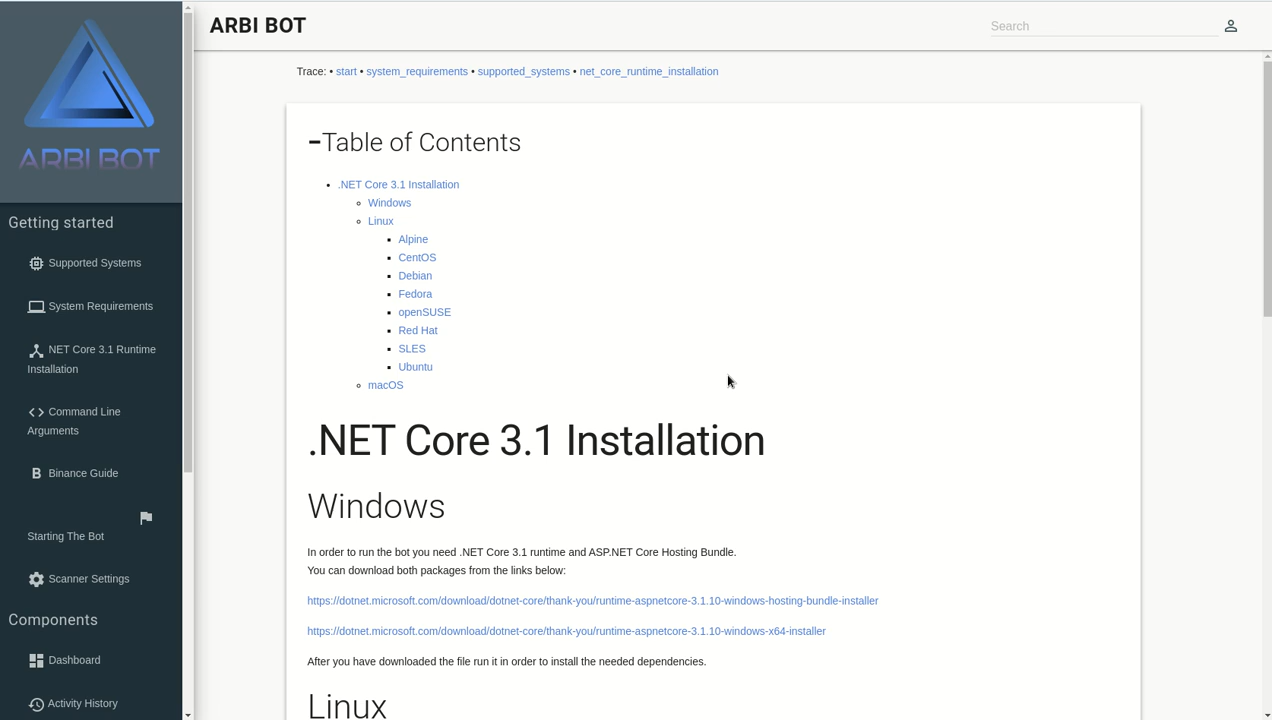 ARBI BOT
ARBI BOT
Search
Getting started
Supported Systems
System Requirements
NET Core 3.1 Runtime
Installation
Command Line
Arguments
Binance Guide
Starting The Bot
Scanner Settings
Components
Dashboard
Activity History
Trace: • start • system_requirements • supported_systems • net_core_runtime_installation
Table of Contents
.NET Core 3.1 Installation
Windows
Linux
Alpine
CentOS
Debian
Fedora
openSUSE
Red Hat
SLES
Ubuntu
macOS
.NET Core 3.1 Installation
Windows
In order to run the bot you need .NET Core 3.1 runtime and ASP.NET Core Hosting Bundle.
You can download both packages from the links below:
https://dotnet.microsoft.com/download/dotnet-core/thank-you/runtime-aspnetcore-3.1.10-windows-hosting-bundle-installer
https://dotnet.microsoft.com/download/dotnet-core/thank-you/runtime-aspnetcore-3.1.10-windows-x64-installer
After you have downloaded the file run it in order to install the needed dependencies.
Linux